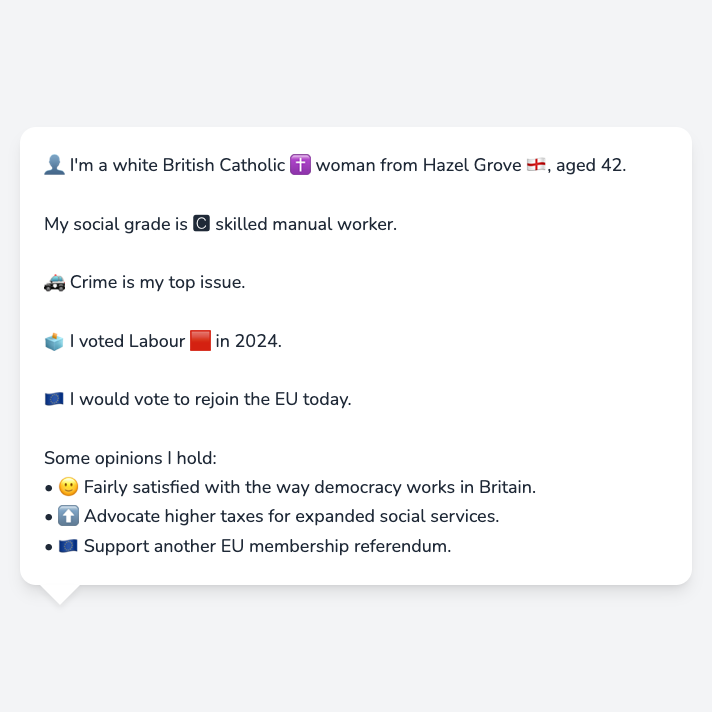 👤 I'm a white British Catholic ✝️ woman from Hazel Grove 🏴󠁧󠁢󠁥󠁮󠁧󠁿, aged 42.
My social grade is 🅲 skilled manual worker.
🚓 Crime is my top issue.
🗳️ I voted Labour 🟥 in 2024.
🇪🇺 I would vote to rejoin the EU today.
Some opinions I hold:
• 🙂 Fairly satisfied with the way democracy works in Britain.
• ⬆️ Advocate higher taxes for expanded social services.
• 🇪🇺 Support another EU membership referendum.